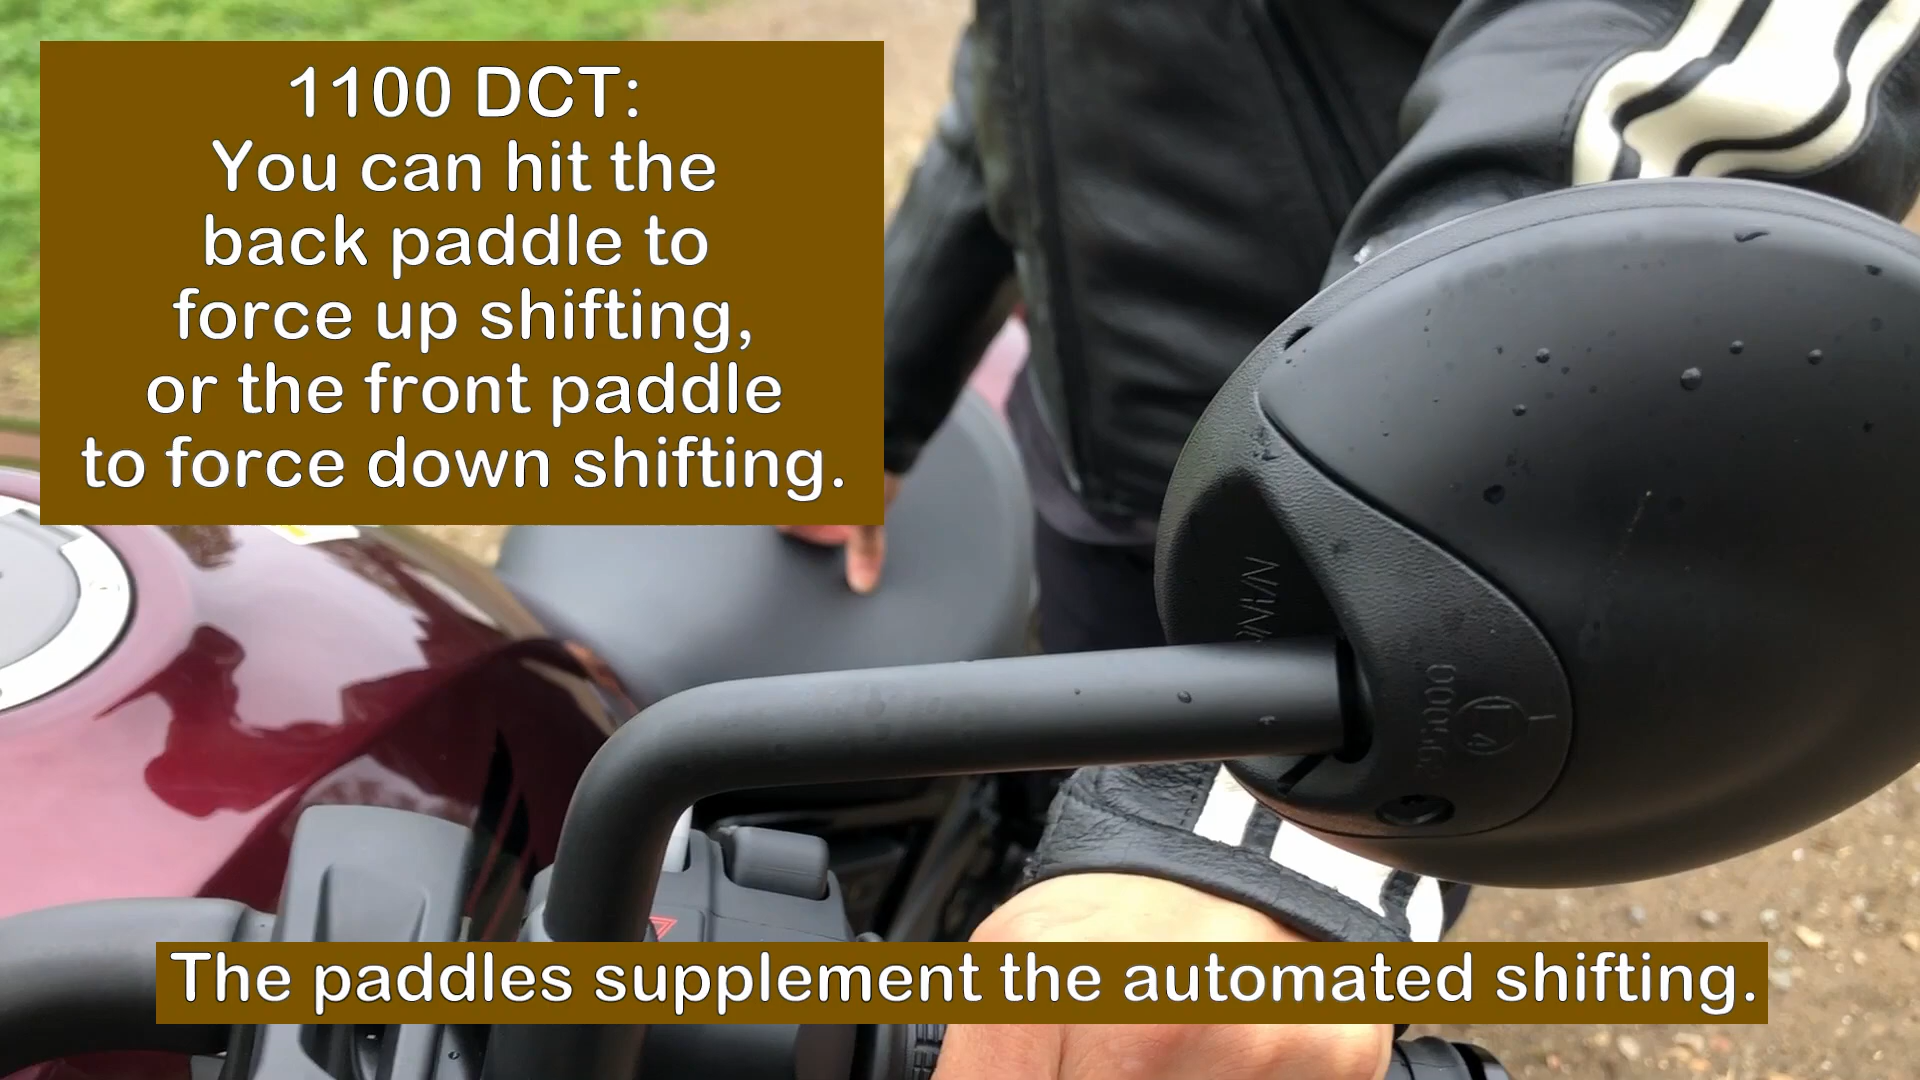 1100 DCT:
You can hit the
back paddle to
force up shifting,
or the front paddle
to force down shifting.
The paddles supplement the automated shifting.